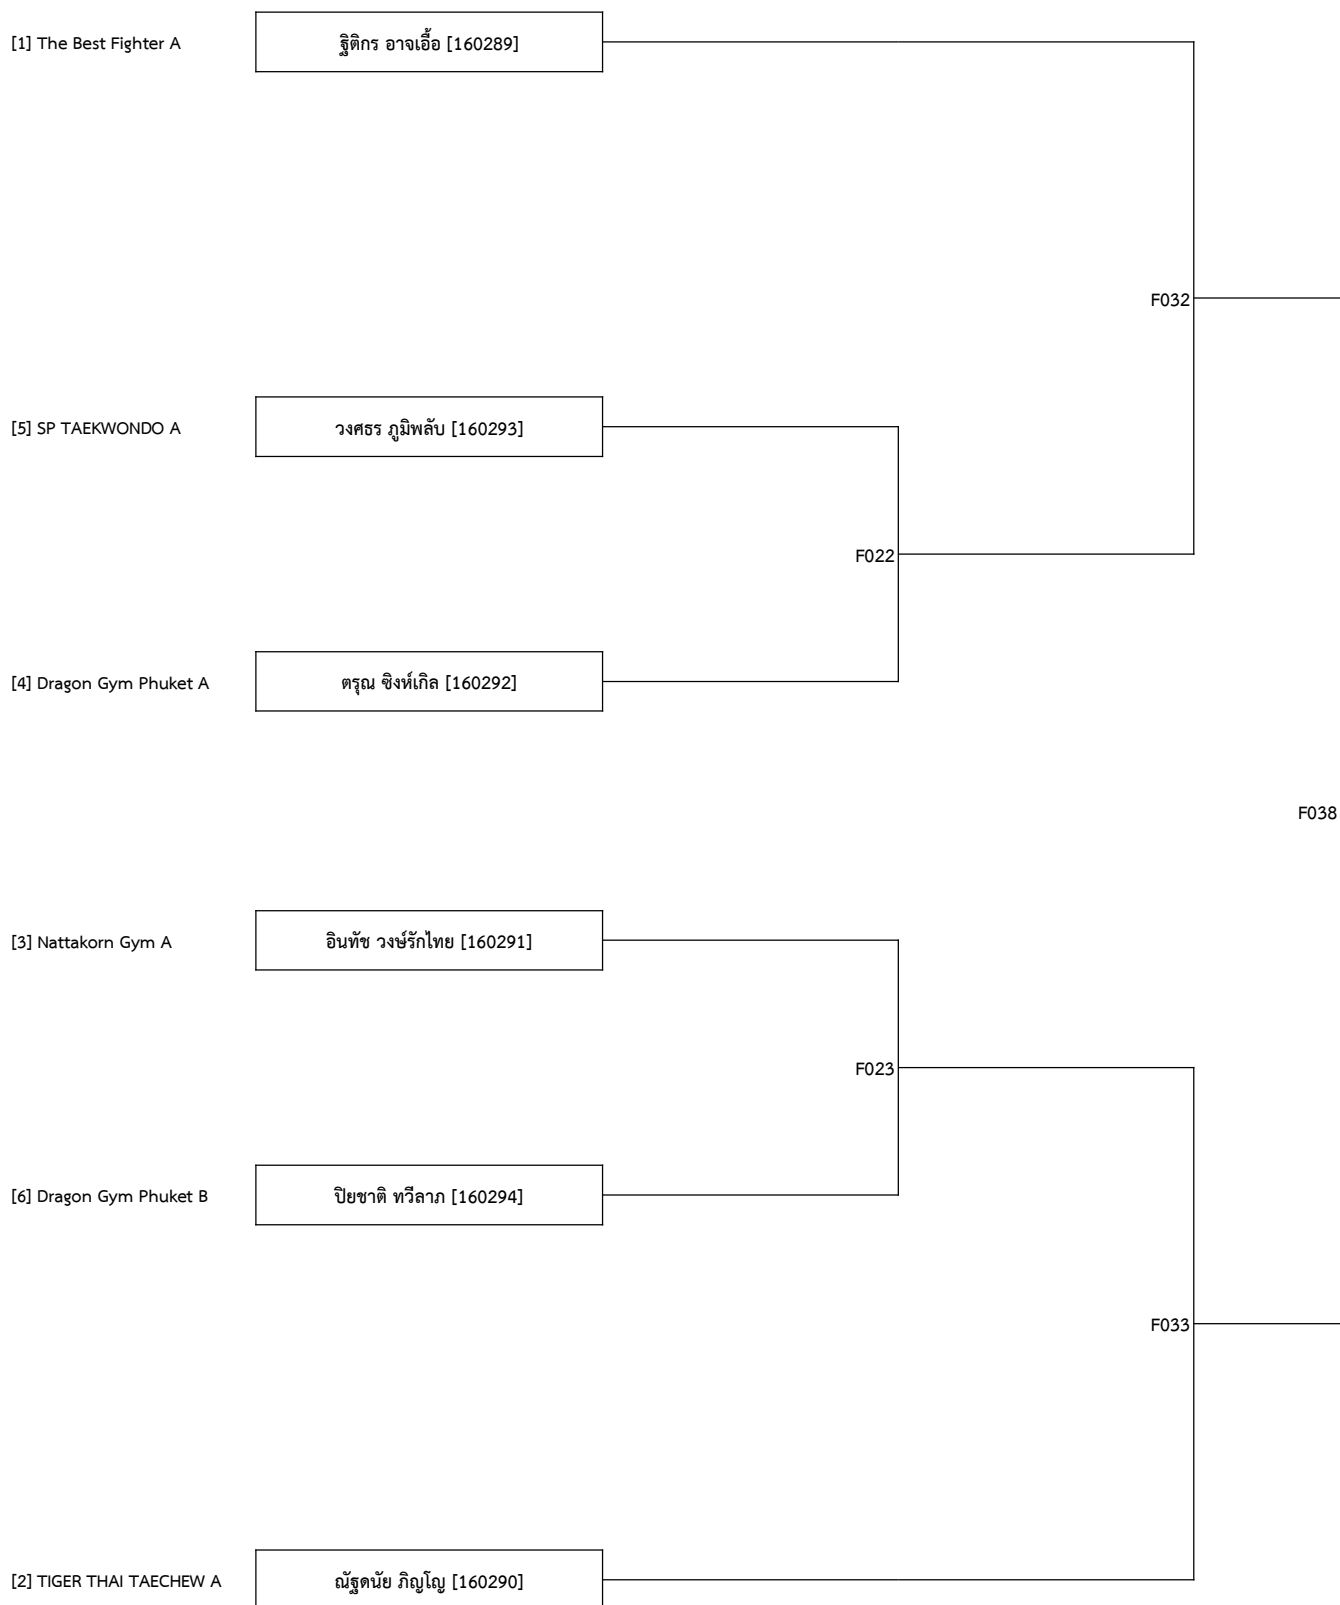 [1] The Best Fighter A
ฐิติกร อาจเอื้อ [160289]
F032
[5] SP TAEKWONDO A
วงศธร ภูมิพลับ [160293]
F022
[4] Dragon Gym Phuket A
ตรุณ ซิงห์เกิล [160292]
F038
[3] Nattakorn Gym A
อินทัช วงษ์รักไทย [160291]
F023
[6] Dragon Gym Phuket B
ปิยชาติ ทวีลาภ [160294]
F033
[2] TIGER THAI TAECHEW A
ณัฐดนัย ภิญโญ [160290]